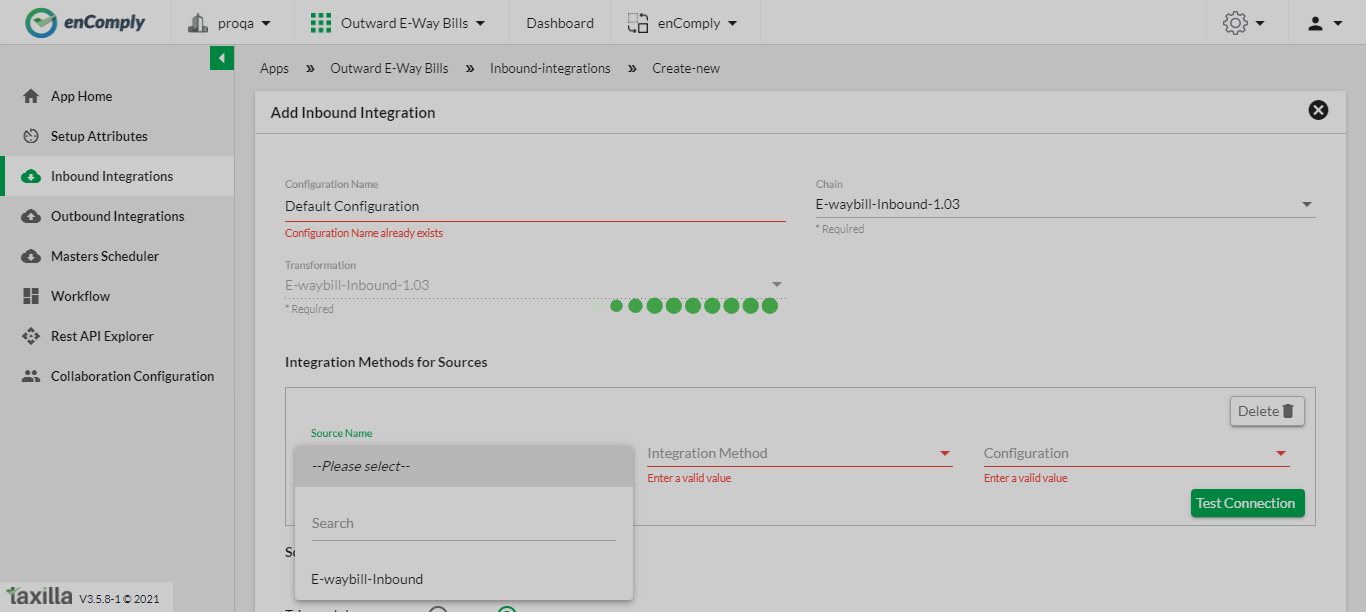 enComply proqa Outward E-Way Bills Dashboard enComply
Apps » Outward E-Way Bills » Inbound-integrations » Create-new
App Home
Setup Attributes
Inbound Integrations
Outbound Integrations
Masters Scheduler
Workflow
Rest API Explorer
Collaboration Configuration
taxilla V3.5.8-1 © 2021
Add Inbound Integration
Configuration Name
Default Configuration
Configuration Name already exists
Chain
E-waybill-Inbound-1.03
* Required
Transformation
E-waybill-Inbound-1.03
* Required
Integration Methods for Sources
Delete
Source Name
--Please select--
Search
E-waybill-Inbound
Integration Method
Enter a valid value
Configuration
Enter a valid value
Test Connection